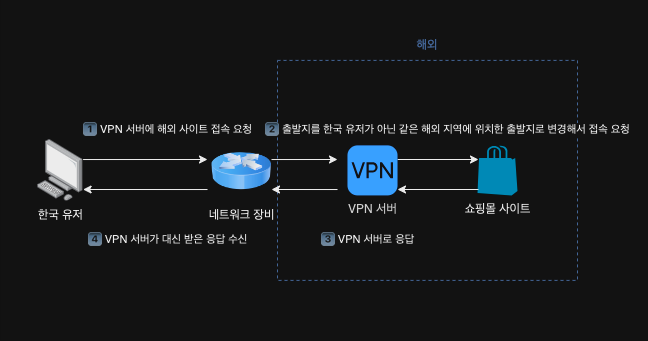 해외
1 VPN 서버에 해외 사이트 접속 요청
2 출발지를 한국 유저가 아닌 같은 해외 지역에 위치한 출발지로 변경해서 접속 요청
VPN
한국 유저
네트워크 장비
VPN 서버
쇼핑몰 사이트
4 VPN 서버가 대신 받은 응답 수신
3 VPN 서버로 응답